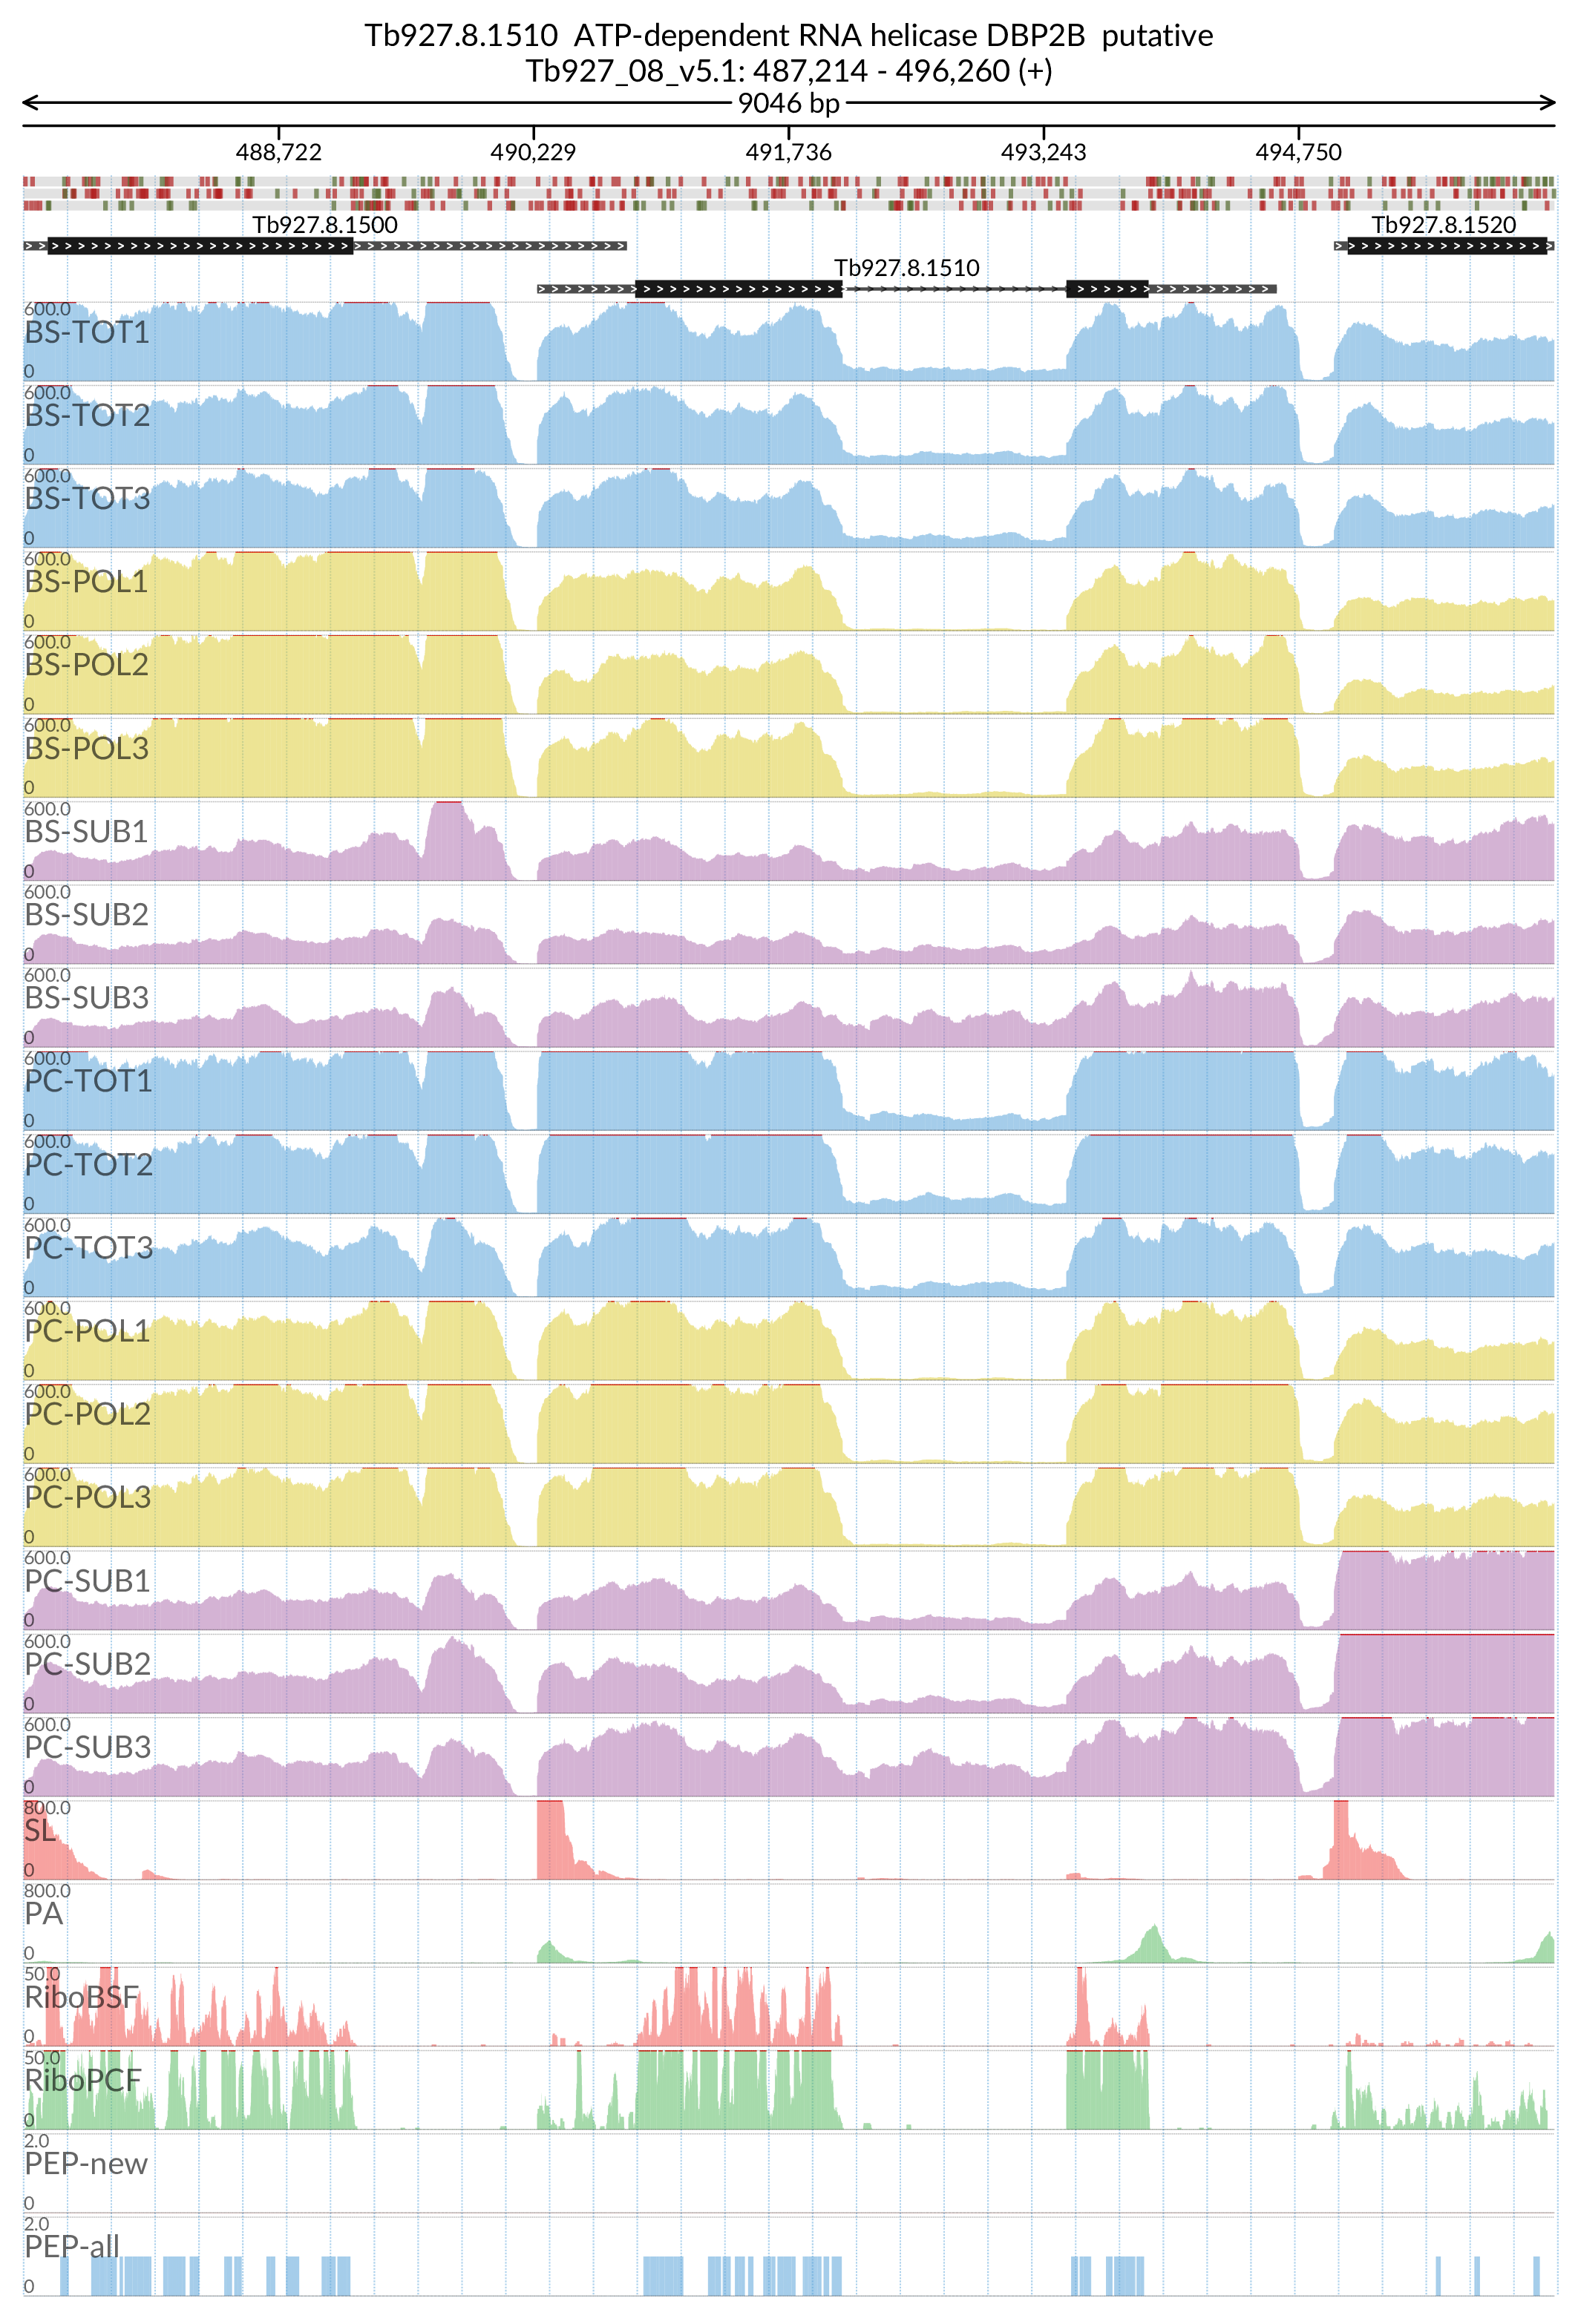 Tb927.8.1510 ATP-dependent RNA helicase DBP2B putative
Tb927_08_v5.1: 487,214 - 496,260 (+)
9046 bp
488,722 490,229 491,736 493,243 494,750
Tb927.8.1500 Tb927.8.1520
Tb927.8.1510
600.0
BS-TOT1
0
600.0
BS-TOT2
0
600.0
BS-TOT3
0
600.0
BS-POL1
0
600.0
BS-POL2
0
600.0
BS-POL3
0
600.0
BS-SUB1
0
600.0
BS-SUB2
0
600.0
BS-SUB3
0
600.0
PC-TOT1
0
600.0
PC-TOT2
0
600.0
PC-TOT3
0
600.0
PC-POL1
0
600.0
PC-POL2
0
600.0
PC-POL3
0
600.0
PC-SUB1
0
600.0
PC-SUB2
0
600.0
PC-SUB3
0
800.0
SL
0
800.0
PA
0
50.0
RiboBSF
0
50.0
RiboPCF
0
2.0
PEP-new
0
2.0
PEP-all
0